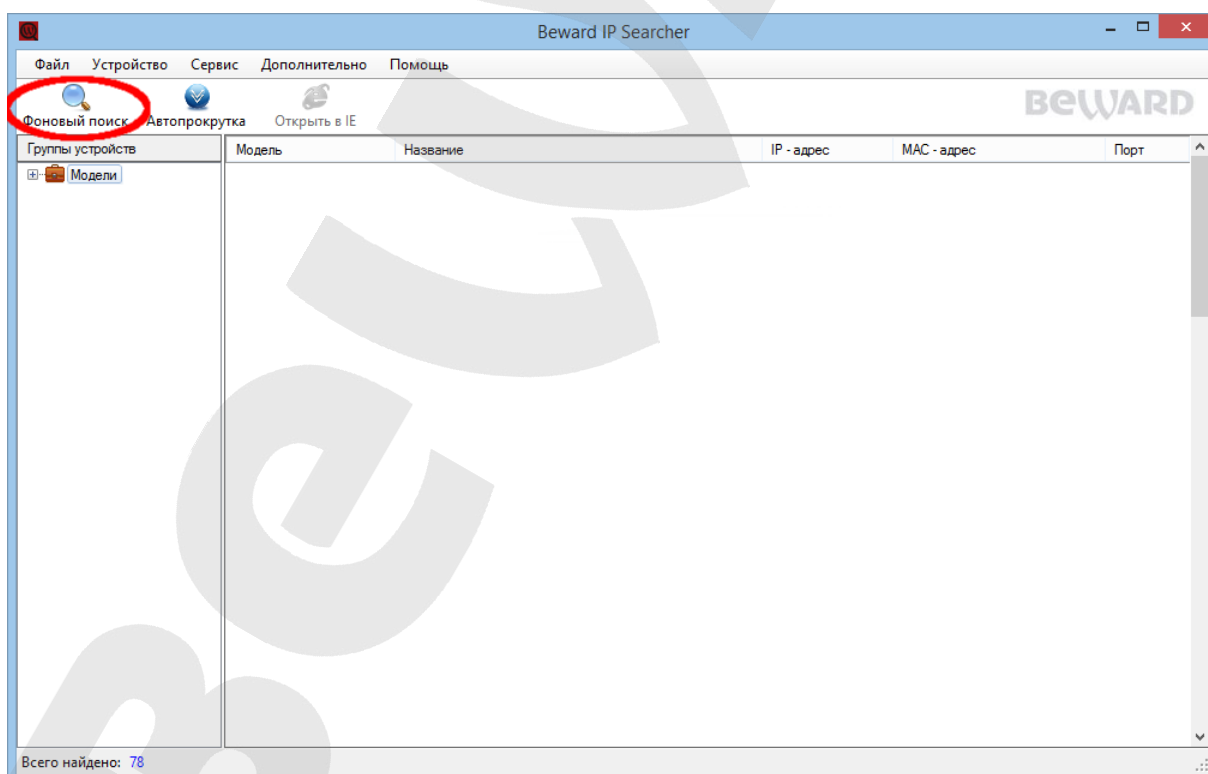 Beward IP Searcher
Файл Устройство Сервис Дополнительно Помощь
Фоновый поиск Автопрокрутка Открыть в IE
BEWARD
Группы устройств Модель Название IP - адрес MAC - адрес Порт
Модели
Всего найдено: 78
Beward